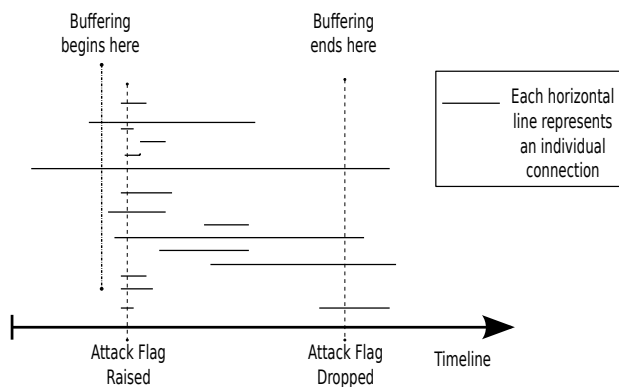 Buffering
begins here
Buffering
ends here
Each horizontal
line represents
an individual
connection
Attack Flag
Raised
Attack Flag
Dropped
Timeline